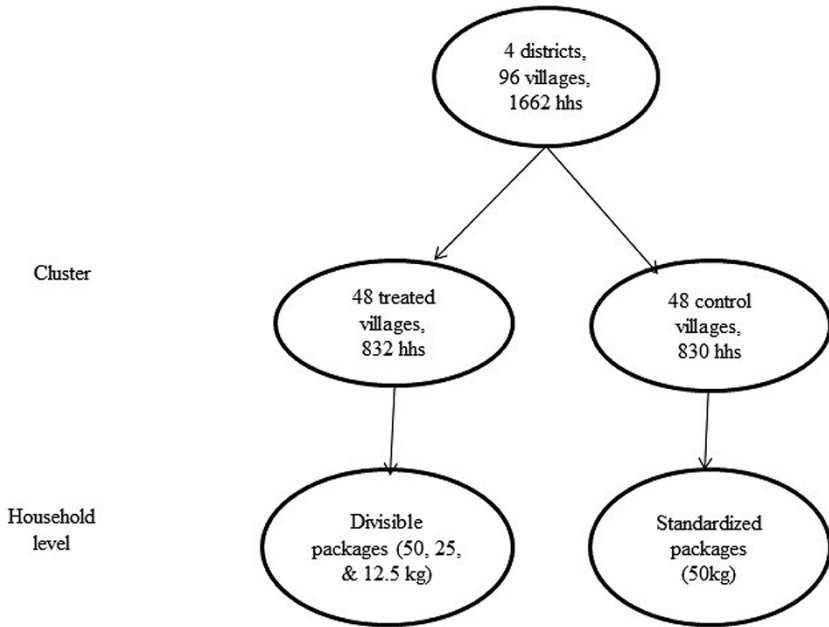 4 districts,
96 villages,
1662 hhs
Cluster
48 treated
villages,
832 hhs
48 control
villages,
830 hhs
Household
level
Divisible
packages (50, 25,
& 12.5 kg)
Standardized
packages
(50kg)